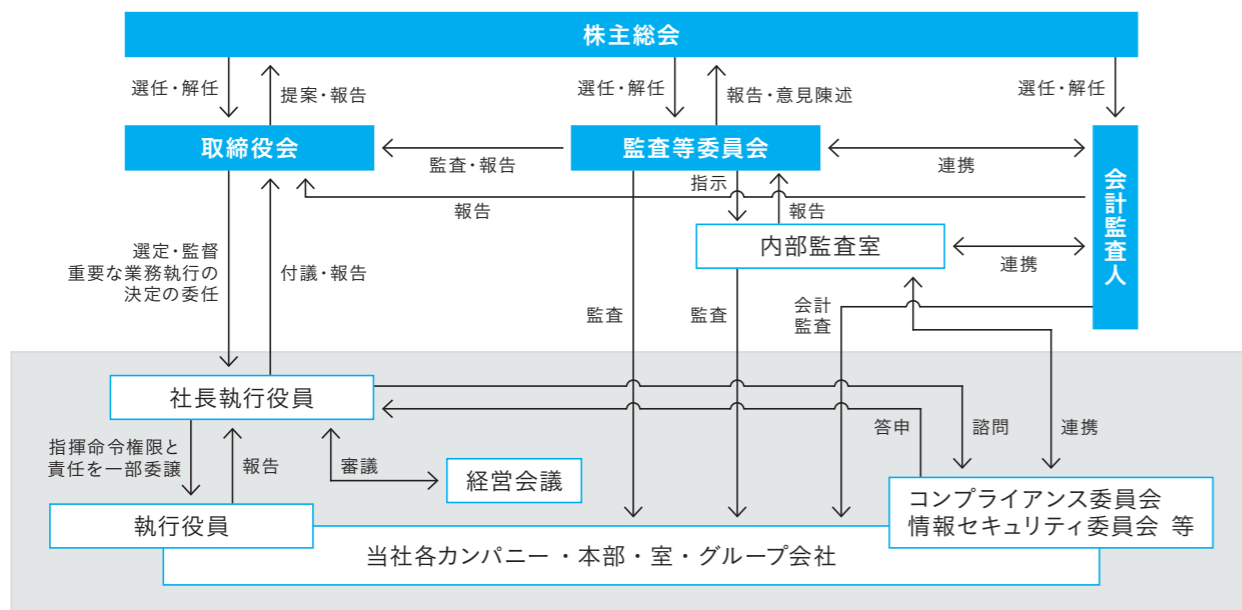 株主総会
選任・解任
提案・報告
選任・解任
報告・意見陳述
選任・解任
取締役会
監査・報告
監査等委員会
連携
会計監査人
指示
報告
報告
内部監査室
連携
選定・監督
重要な業務執行の
決定の委任
付議・報告
監査
監査
会計
監査
社長執行役員
答申
諮問
連携
指揮命令権限と
責任を一部委譲
報告
審議
経営会議
執行役員
コンプライアンス委員会
情報セキュリティ委員会 等
当社各カンパニー・本部・室・グループ会社